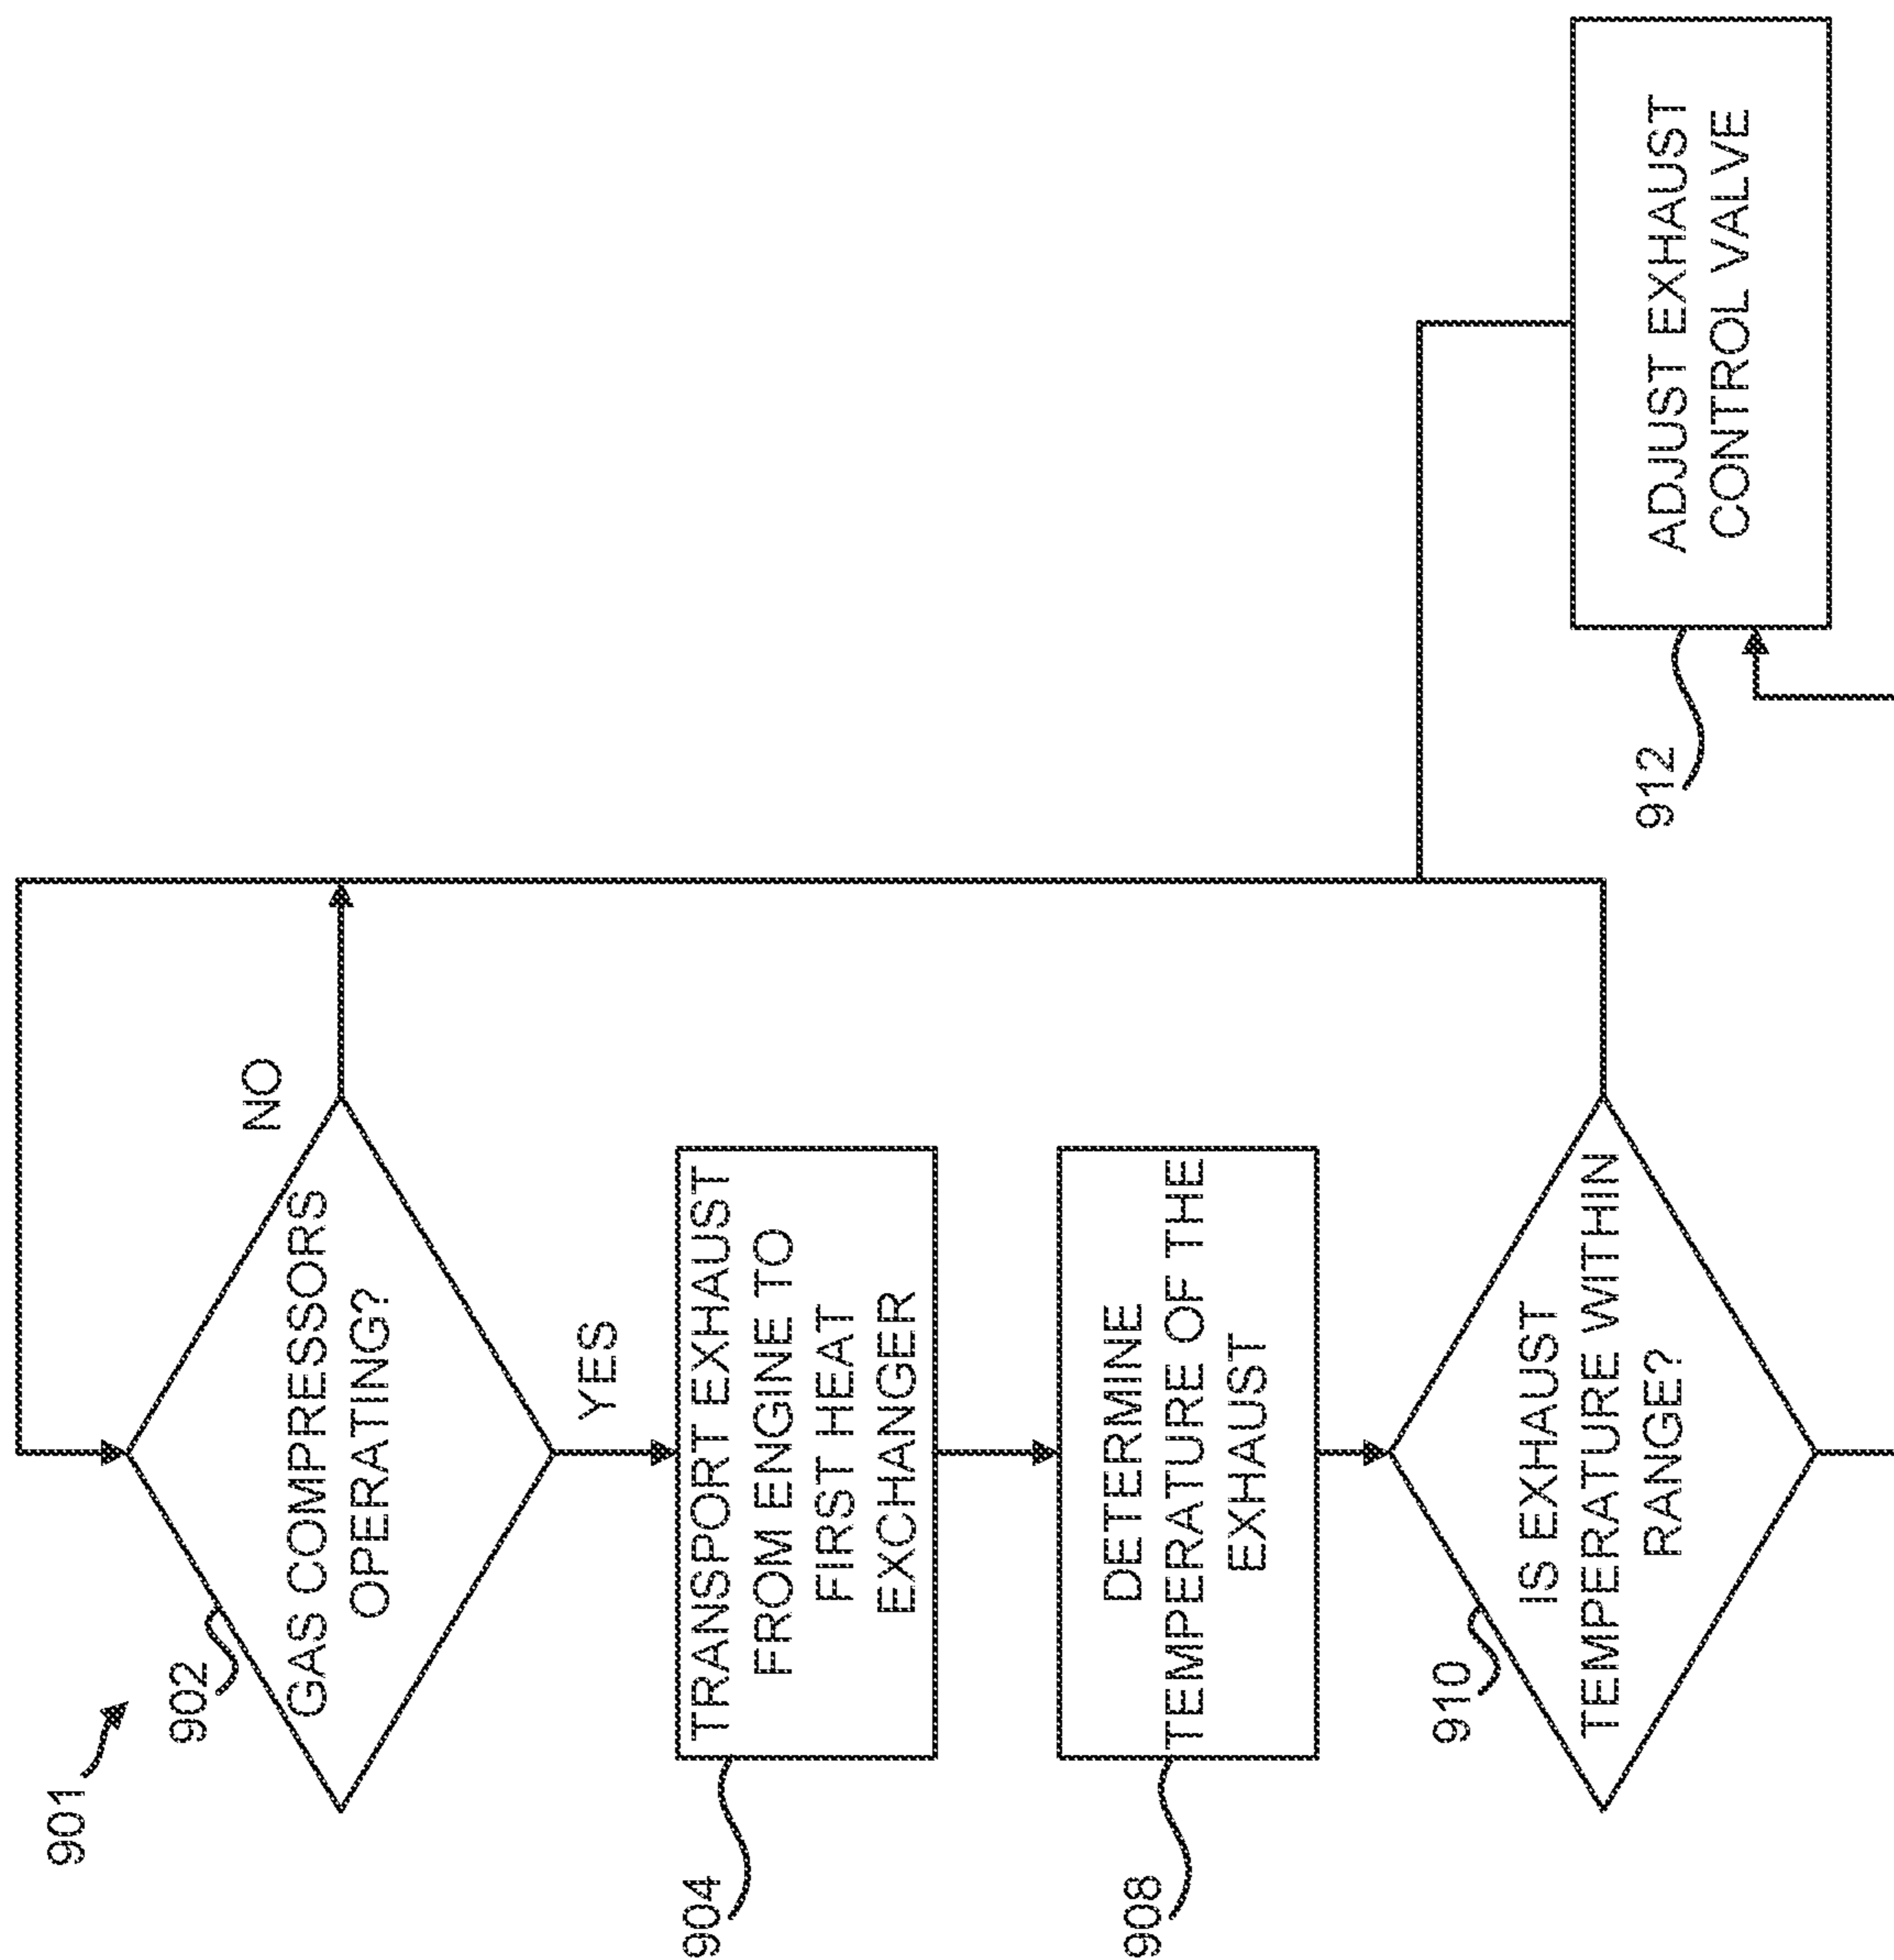 901
902
GAS COMPRESSORS
OPERATING?
NO
YES
904
TRANSPORT EXHAUST
FROM ENGINE TO
FIRST HEAT
EXCHANGER
908
DETERMINE
TEMPERATURE OF THE
EXHAUST
910
IS EXHAUST
TEMPERATURE WITHIN
RANGE?
912
ADJUST EXHAUST
CONTROL VALVE